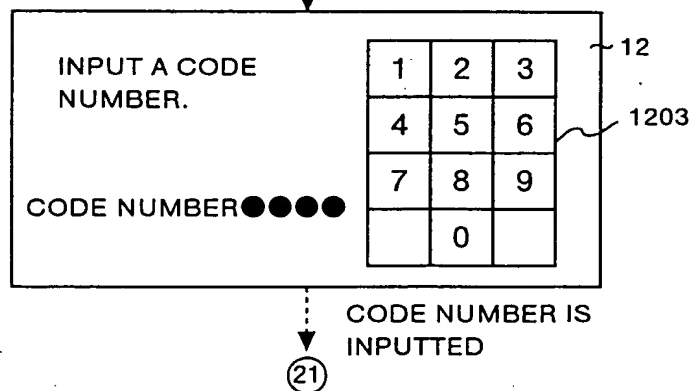 INPUT A CODE
NUMBER.
1 2 3
4 5 6
7 8 9
0
CODE NUMBER●●●●
12
1203
CODE NUMBER IS
INPUTTED
21